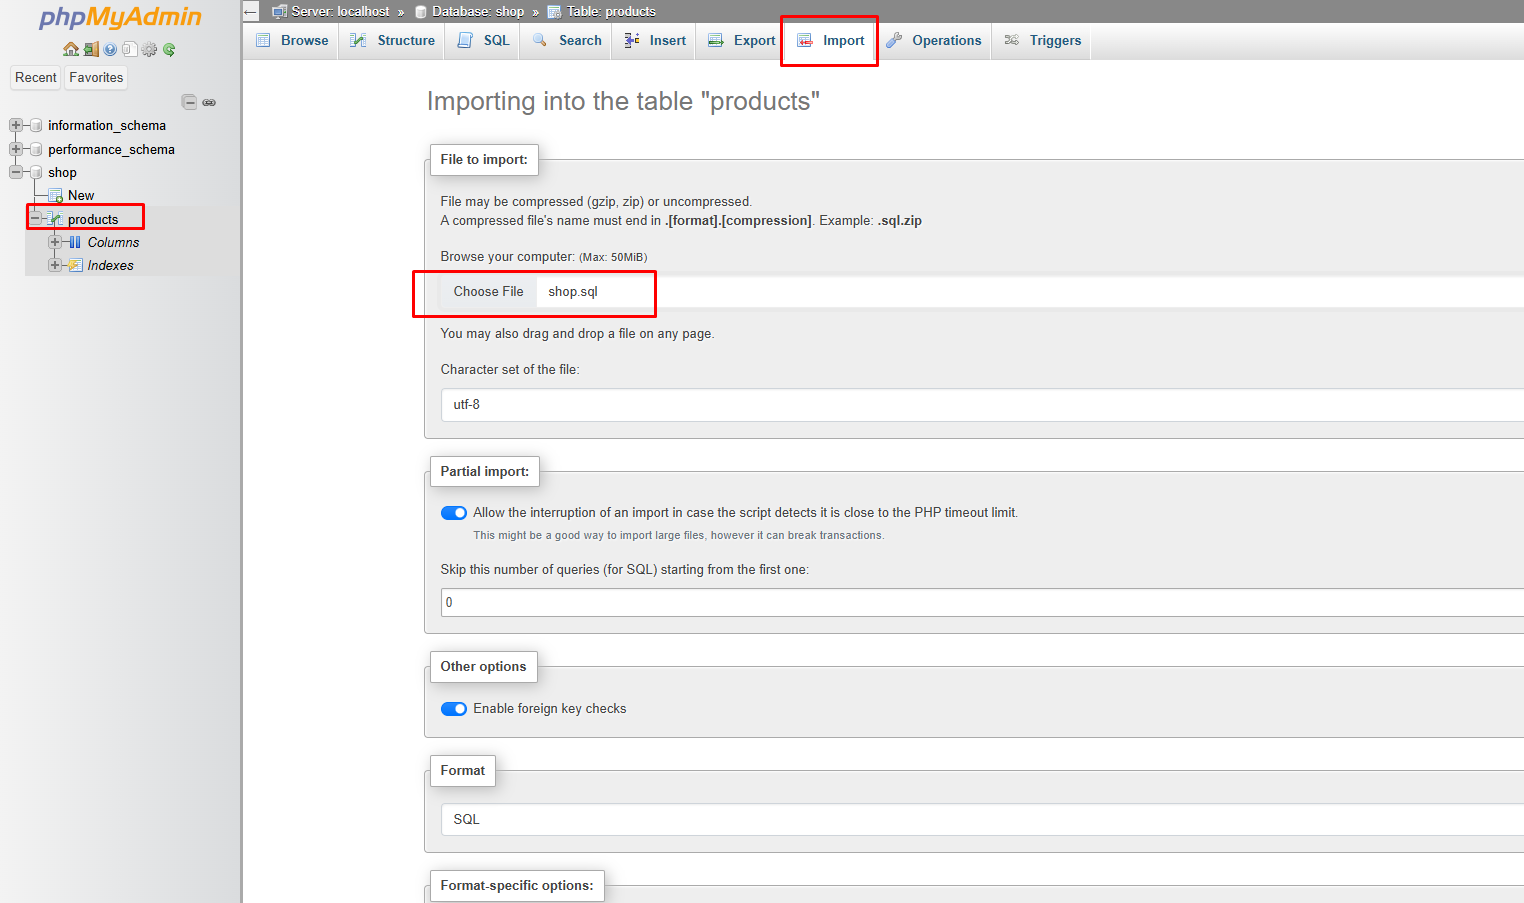 phpMyAdmin
Recent Favorites
information_schema
performance_schema
shop
New
products
Columns
Indexes
Server: localhost » Database: shop » Table: products
Browse Structure SQL Search Insert Export Import Operations Triggers
Importing into the table "products"
File to import:
File may be compressed (gzip, zip) or uncompressed.
A compressed file's name must end in .[format].[compression]. Example: .sql.zip
Browse your computer: (Max: 50MiB)
Choose File shop.sql
You may also drag and drop a file on any page.
Character set of the file:
utf-8
Partial import:
Allow the interruption of an import in case the script detects it is close to the PHP timeout limit.
This might be a good way to import large files, however it can break transactions.
Skip this number of queries (for SQL) starting from the first one:
0
Other options
Enable foreign key checks
Format
SQL
Format-specific options: